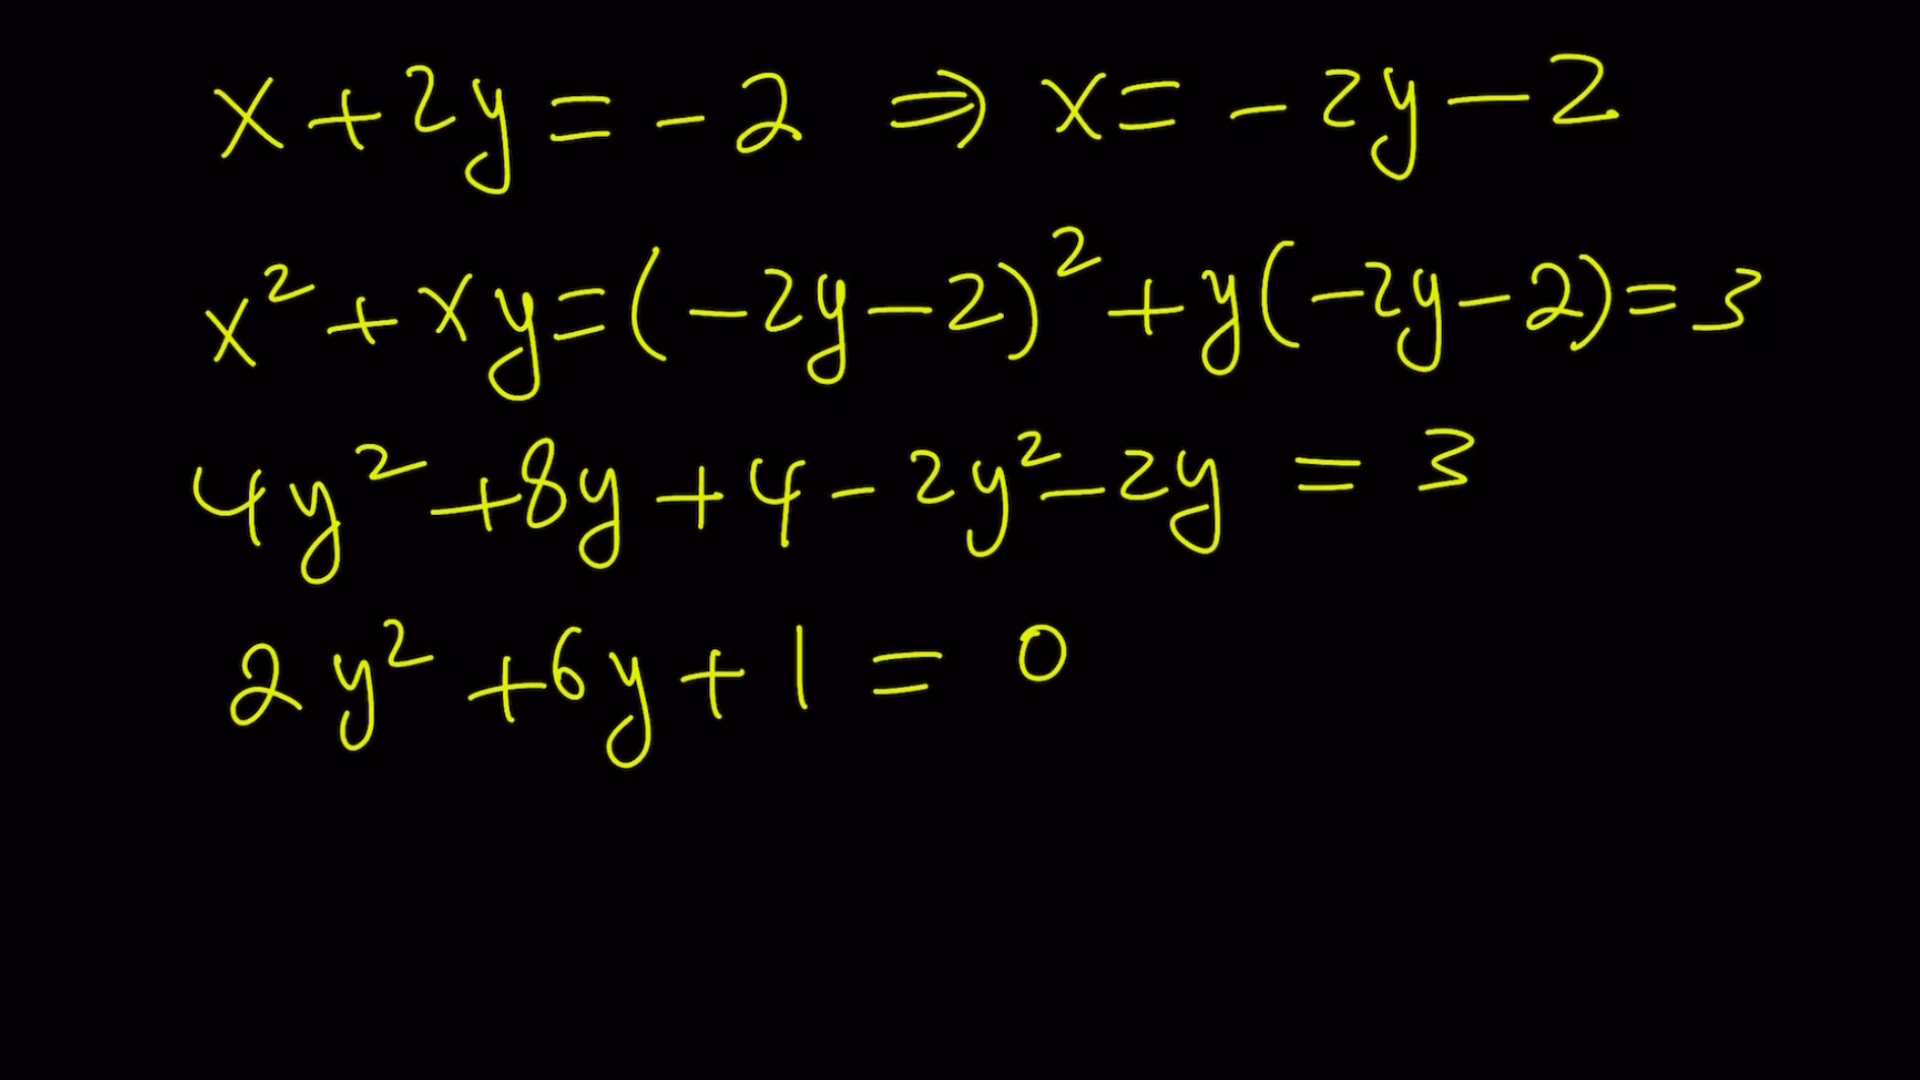 x+2y=-2 ⇒ x=-2y-2
x²+xy=(-2y-2)²+y(-2y-2)=3
4y²+8y+4-2y²-2y=3
2y²+6y+1=0